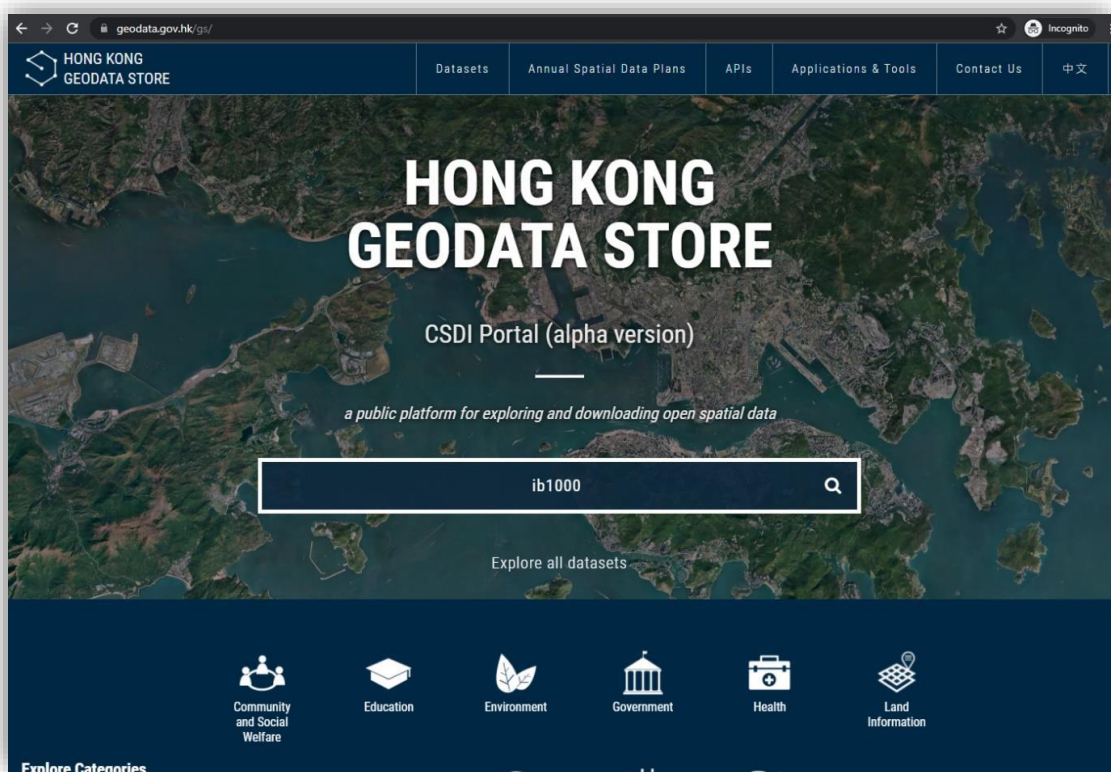 geodata.gov.hk/gs/
Incognito
HONG KONG
GEODATA STORE
Datasets
Annual Spatial Data Plans
APIs
Applications & Tools
Contact Us
中文
HONG KONG
GEODATA STORE
CSDI Portal (alpha version)
a public platform for exploring and downloading open spatial data
ib1000
Explore all datasets
Community
and Social
Welfare
Education
Environment
Government
Health
Land
Information
Explore Categories